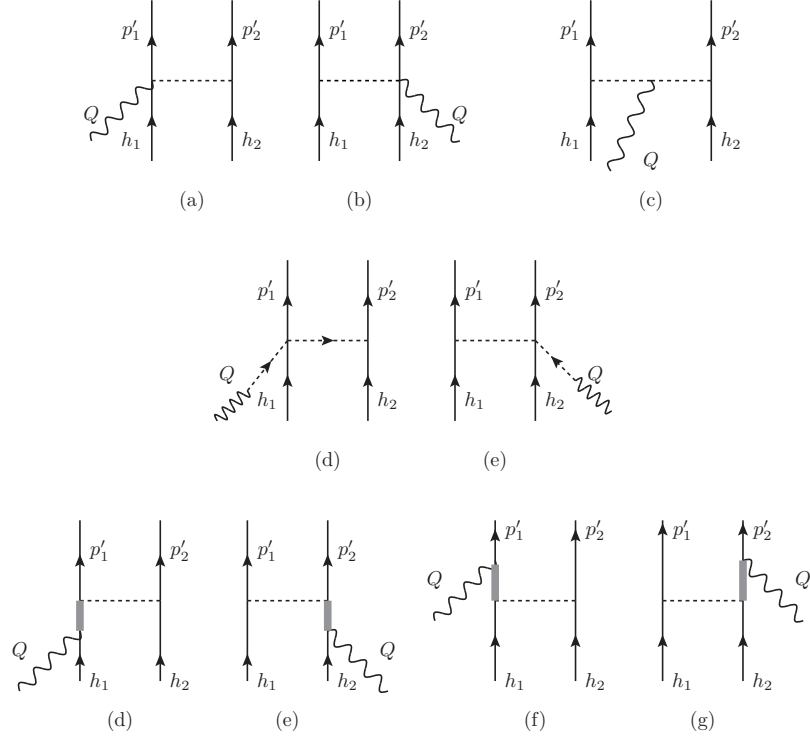 p′1 p′2 p′1 p′2 p′1 p′2
Q h1 h2 h1 h2 Q h1 Q h2
(a) (b) (c)
p′1 p′2 p′1 p′2
Q h1 h2 h1 h2 Q
(d) (e)
p′1 p′2 p′1 p′2 p′1 p′2 p′1 p′2
Q h1 h2 h1 h2 Q Q h1 h2 h1 h2 Q
(d) (e) (f) (g)